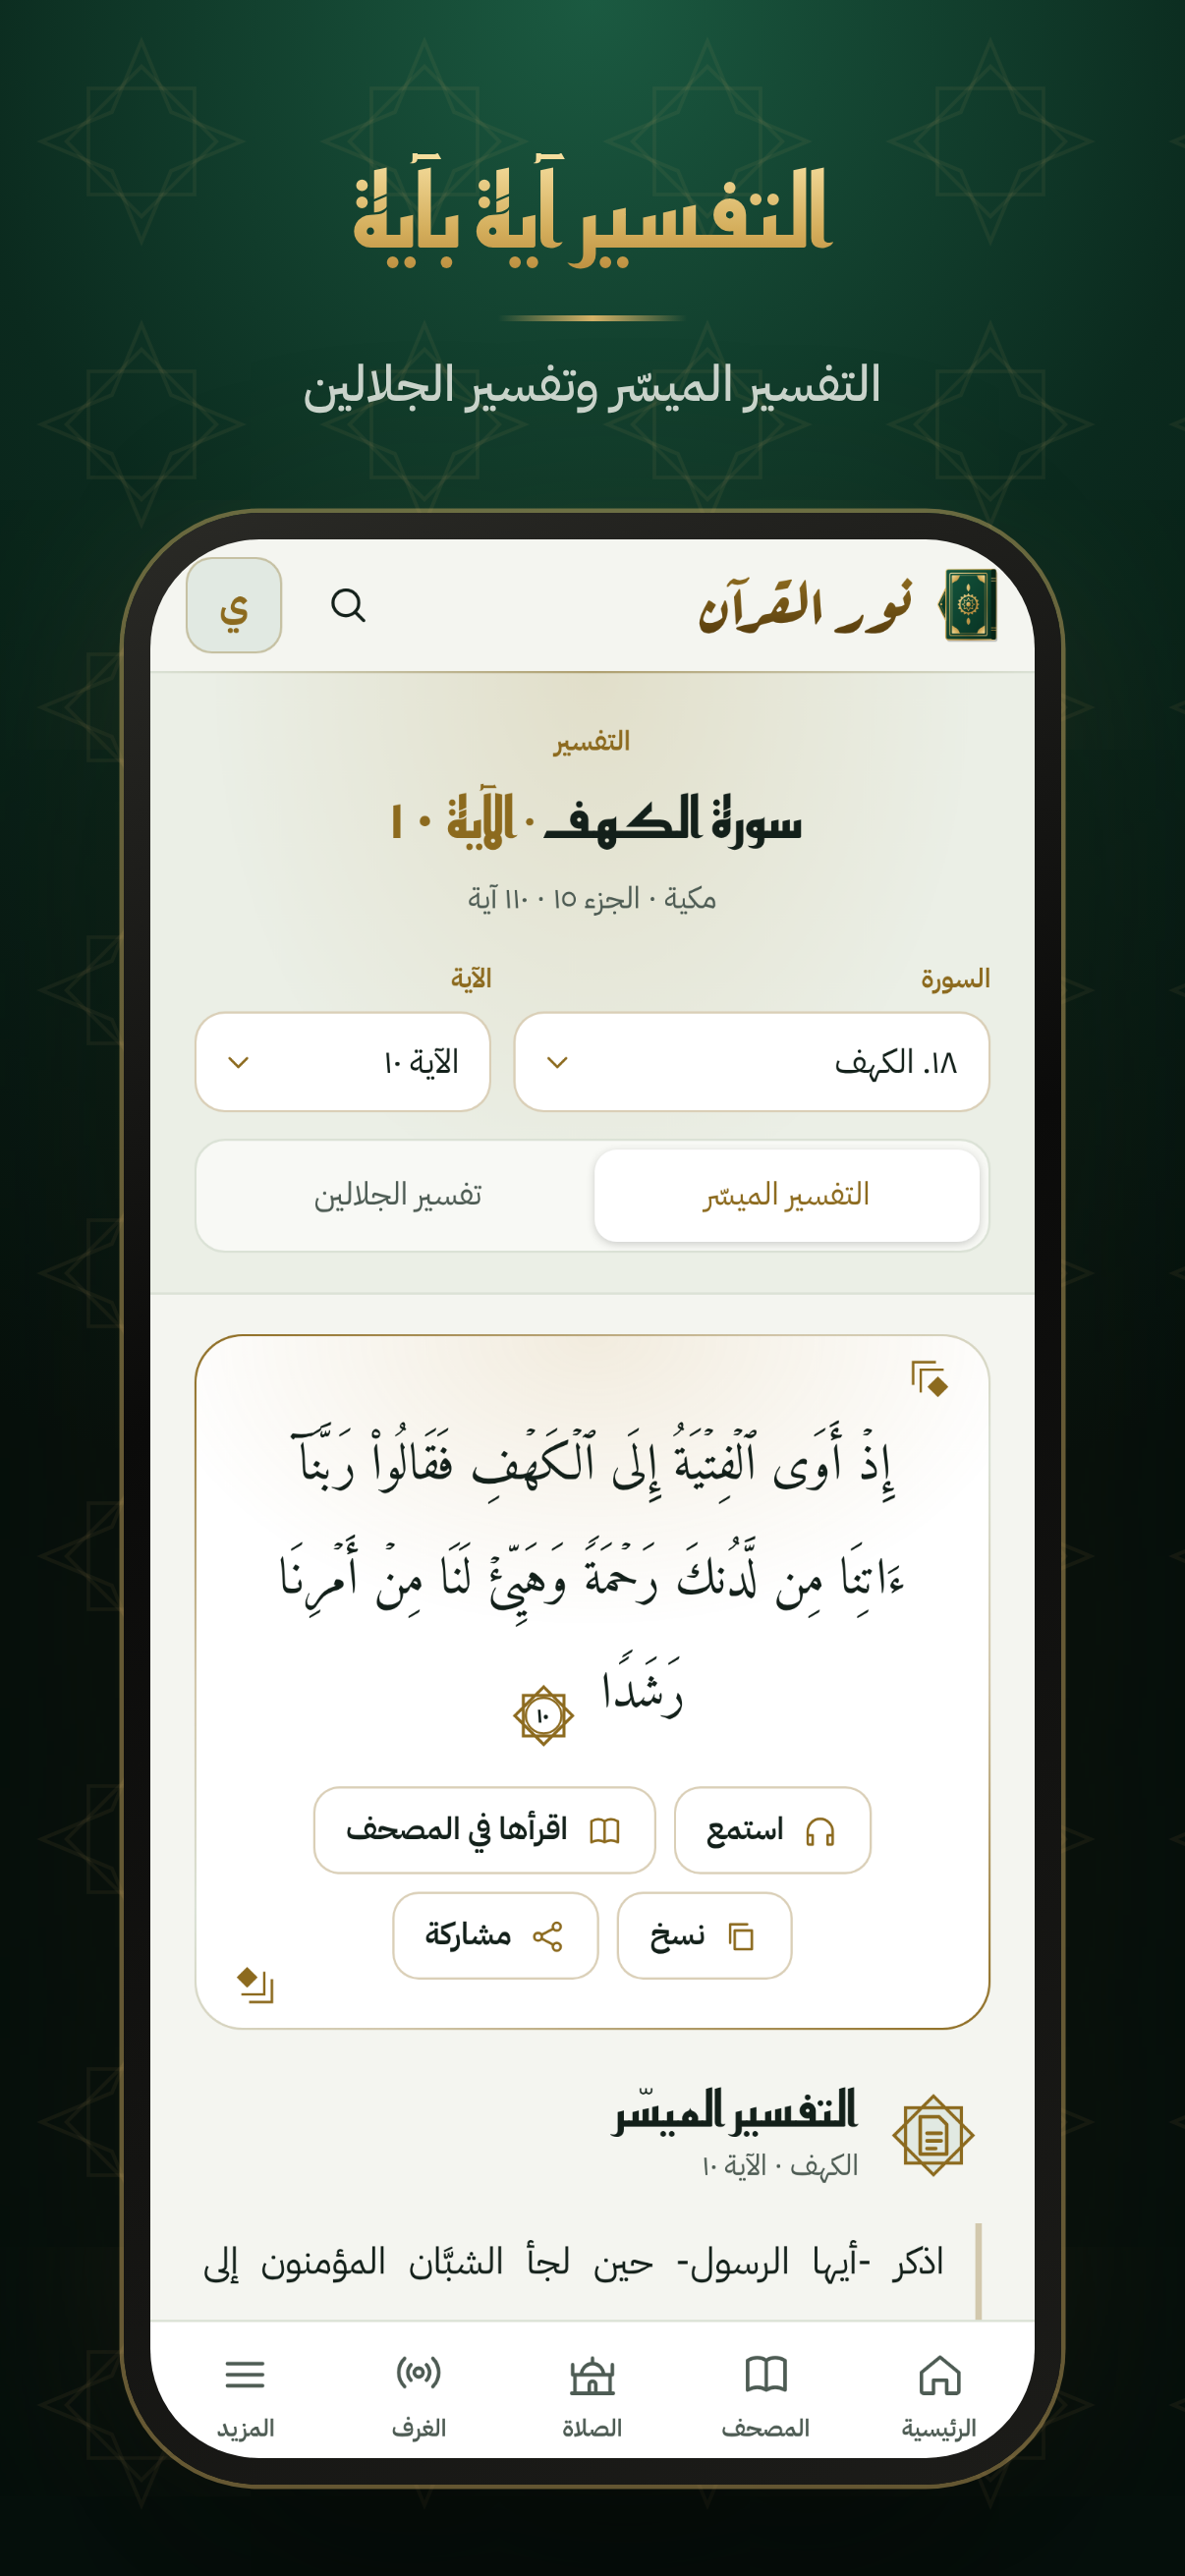 التفسير آية بآية
التفسير الميسّر وتفسير الجلالين
نور القرآن
ي
التفسير
سورة الكهف · الآية ١٠
مكية · الجزء ١٥ · ١١٠ آية
السورة
الآية
١٨. الكهف
الآية ١٠
التفسير الميسّر
تفسير الجلالين
إِذۡ أَوَى ٱلۡفِتۡيَةُ إِلَى ٱلۡكَهۡفِ فَقَالُواْ رَبَّنَآ
ءَاتِنَا مِن لَّدُنكَ رَحۡمَةٗ وَهَيِّئۡ لَنَا مِنۡ أَمۡرِنَا
رَشَدٗا ١٠
استمع
اقرأها في المصحف
نسخ
مشاركة
التفسير الميسّر
الكهف · الآية ١٠
اذكر -أيها الرسول- حين لجأ الشبَّان المؤمنون إلى
الرئيسية
المصحف
الصلاة
الغرف
المزيد